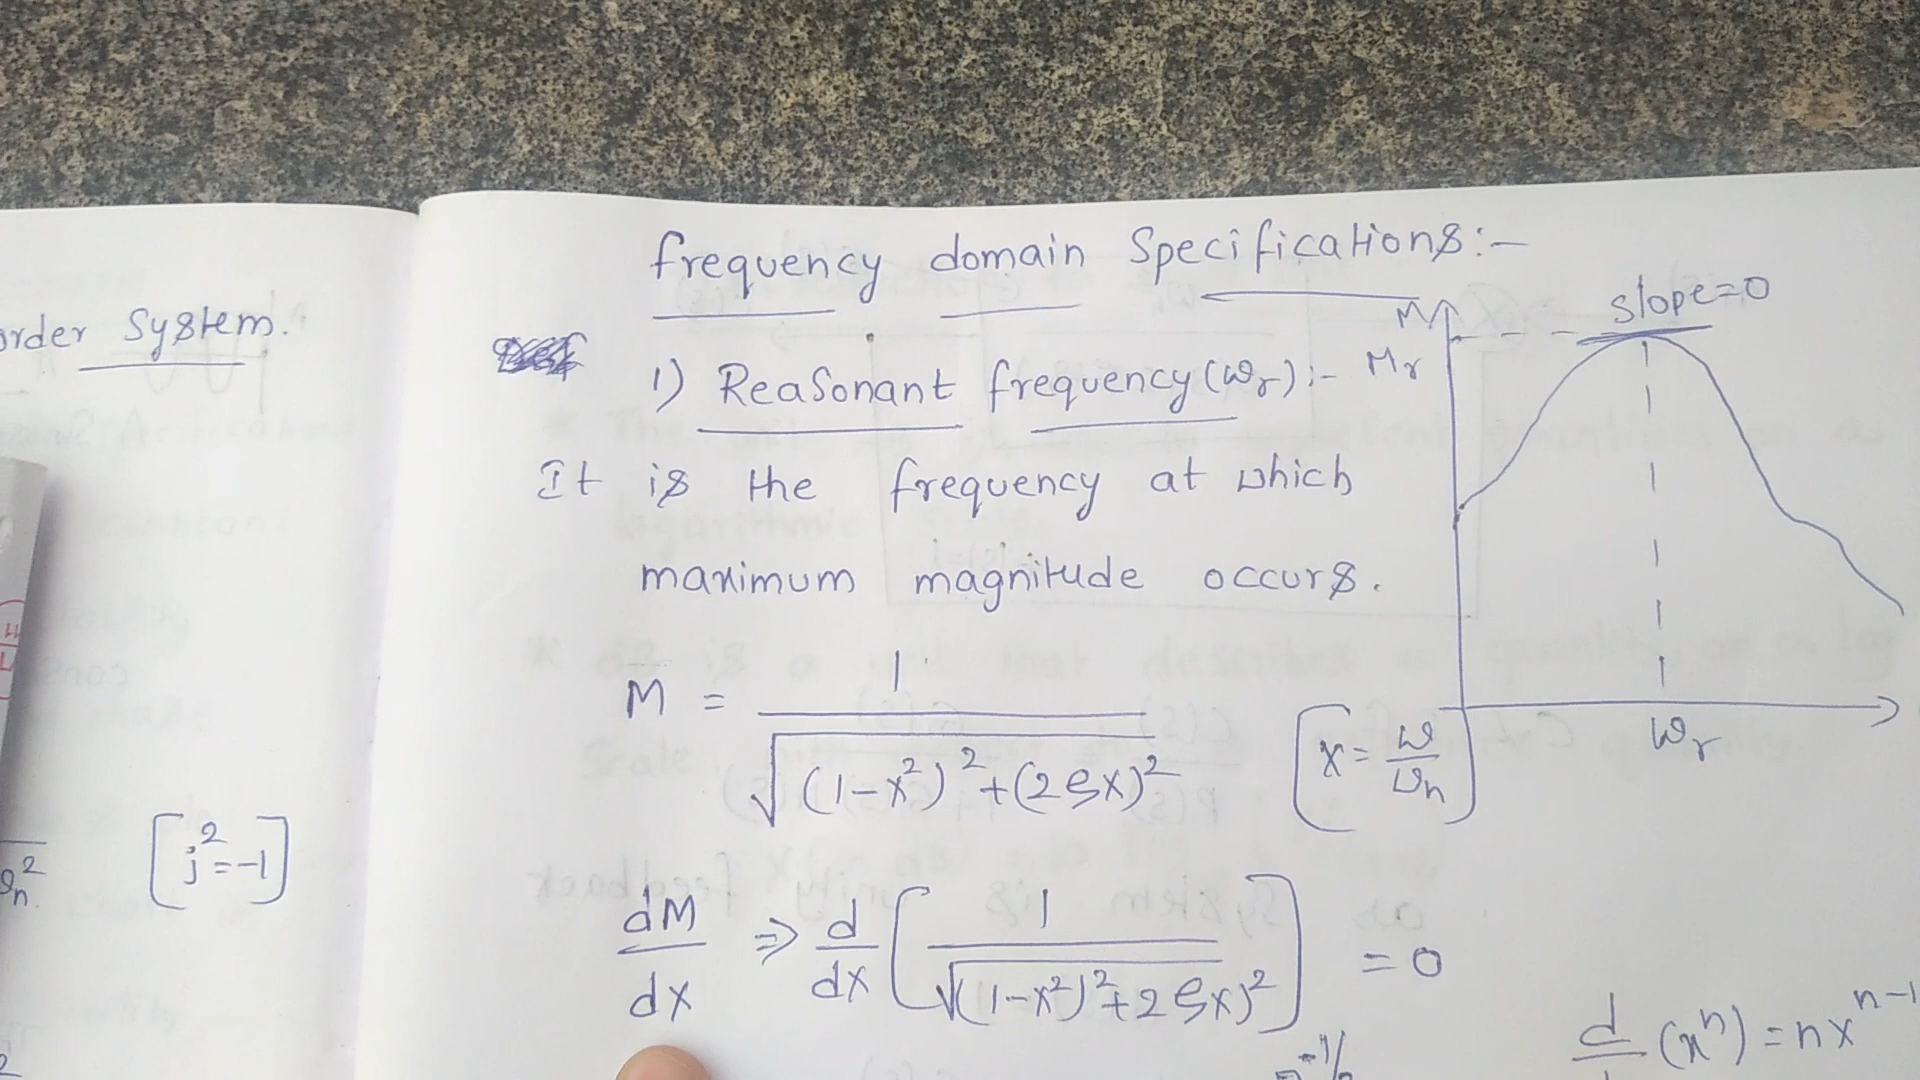 order System.
[j²=-1]
frequency domain Specifications:-
1) Reasonant frequency(ωr):-
It is the frequency at which
maximum magnitude occurs.
M = 1/√((1-x²)²+(2ξx)²) [x=ω/ωn]
dM/dx ⇒ d/dx [1/√(1-x²)²+2ξx)²] = 0
(xⁿ)=nxⁿ⁻¹
M
Mr
slope=0
ωr